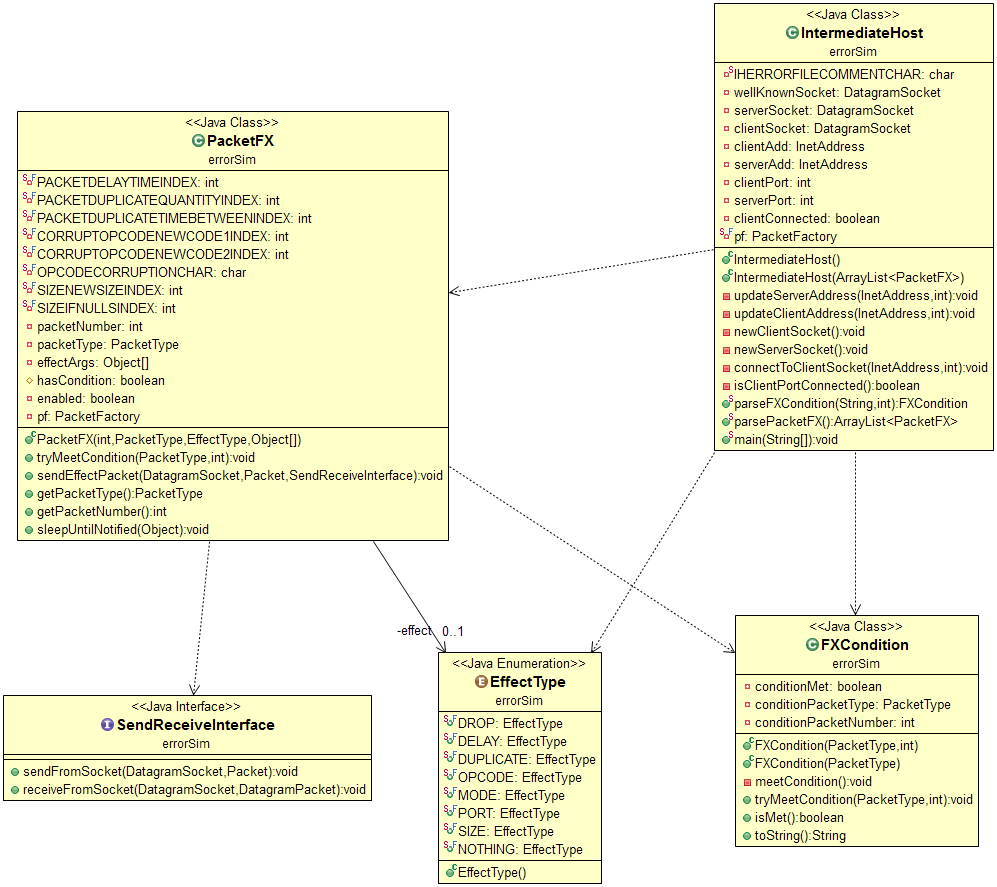 <<Java Class>>
IntermediateHost
errorSim
IHERRORFILECOMMENTCHAR: char
wellKnownSocket: DatagramSocket
serverSocket: DatagramSocket
clientSocket: DatagramSocket
clientAdd: InetAddress
serverAdd: InetAddress
clientPort: int
serverPort: int
clientConnected: boolean
pf: PacketFactory
IntermediateHost()
IntermediateHost(ArrayList<PacketFX>)
updateServerAddress(InetAddress,int):void
updateClientAddress(InetAddress,int):void
newClientSocket():void
newServerSocket():void
connectToClientSocket(InetAddress,int):void
isClientPortConnected():boolean
parseFXCondition(String,int):FXCondition
parsePacketFX():ArrayList<PacketFX>
main(String[]):void
<<Java Class>>
PacketFX
errorSim
PACKETDELAYTIMEINDEX: int
PACKETDUPLICATEQUANTITYINDEX: int
PACKETDUPLICATETIMEBETWEENINDEX: int
CORRUPTOPCODENEWCODE1INDEX: int
CORRUPTOPCODENEWCODE2INDEX: int
OPCODECORRUPTIONCHAR: char
SIZENEWSIZEINDEX: int
SIZEIFNULLSINDEX: int
packetNumber: int
packetType: PacketType
effectArgs: Object[]
hasCondition: boolean
enabled: boolean
pf: PacketFactory
PacketFX(int,PacketType,EffectType,Object[])
tryMeetCondition(PacketType,int):void
sendEffectPacket(DatagramSocket,Packet,SendReceiveInterface):void
getPacketType():PacketType
getPacketNumber():int
sleepUntilNotified(Object):void
-effect 0..1
<<Java Interface>>
SendReceiveInterface
errorSim
sendFromSocket(DatagramSocket,Packet):void
receiveFromSocket(DatagramSocket,DatagramPacket):void
<<Java Enumeration>>
EffectType
errorSim
DROP: EffectType
DELAY: EffectType
DUPLICATE: EffectType
OPCODE: EffectType
MODE: EffectType
PORT: EffectType
SIZE: EffectType
NOTHING: EffectType
EffectType()
<<Java Class>>
FXCondition
errorSim
conditionMet: boolean
conditionPacketType: PacketType
conditionPacketNumber: int
FXCondition(PacketType,int)
FXCondition(PacketType)
meetCondition():void
tryMeetCondition(PacketType,int):void
isMet():boolean
toString():String